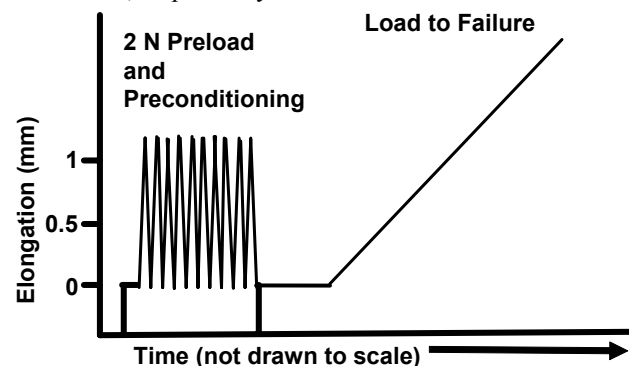 2 N Preload
and
Preconditioning
Load to Failure
Elongation (mm)
1
0.5
0
Time (not drawn to scale)